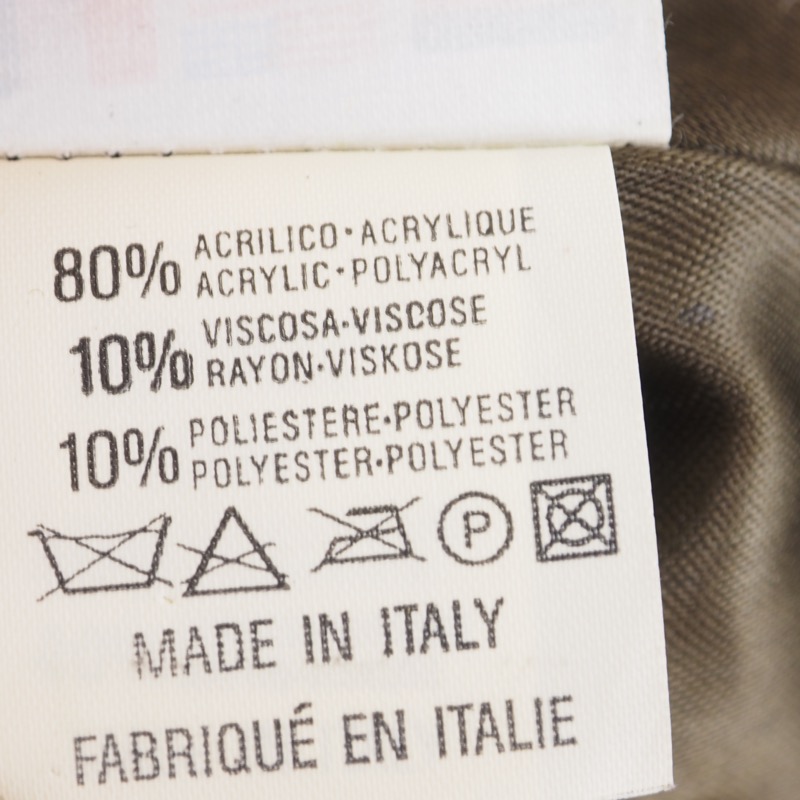 80% ACRILICO·ACRYLIQUE
ACRYLIC·POLYACRYL
10% VISCOSA·VISCOSE
RAYON·VISKOSE
10% POLIESTERE·POLYESTER
POLYESTER·POLYESTER
P
MADE IN ITALY
FABRIQUÉ EN ITALIE